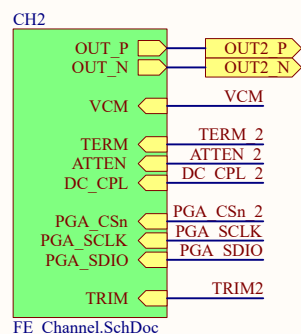 CH2
OUT_P OUT2_P
OUT_N OUT2_N
VCM VCM
TERM TERM_2
ATTEN ATTEN_2
DC_CPL DC_CPL_2
PGA_CSn PGA_CSn_2
PGA_SCLK PGA_SCLK
PGA_SDIO PGA_SDIO
TRIM TRIM2
FE_Channel.SchDoc